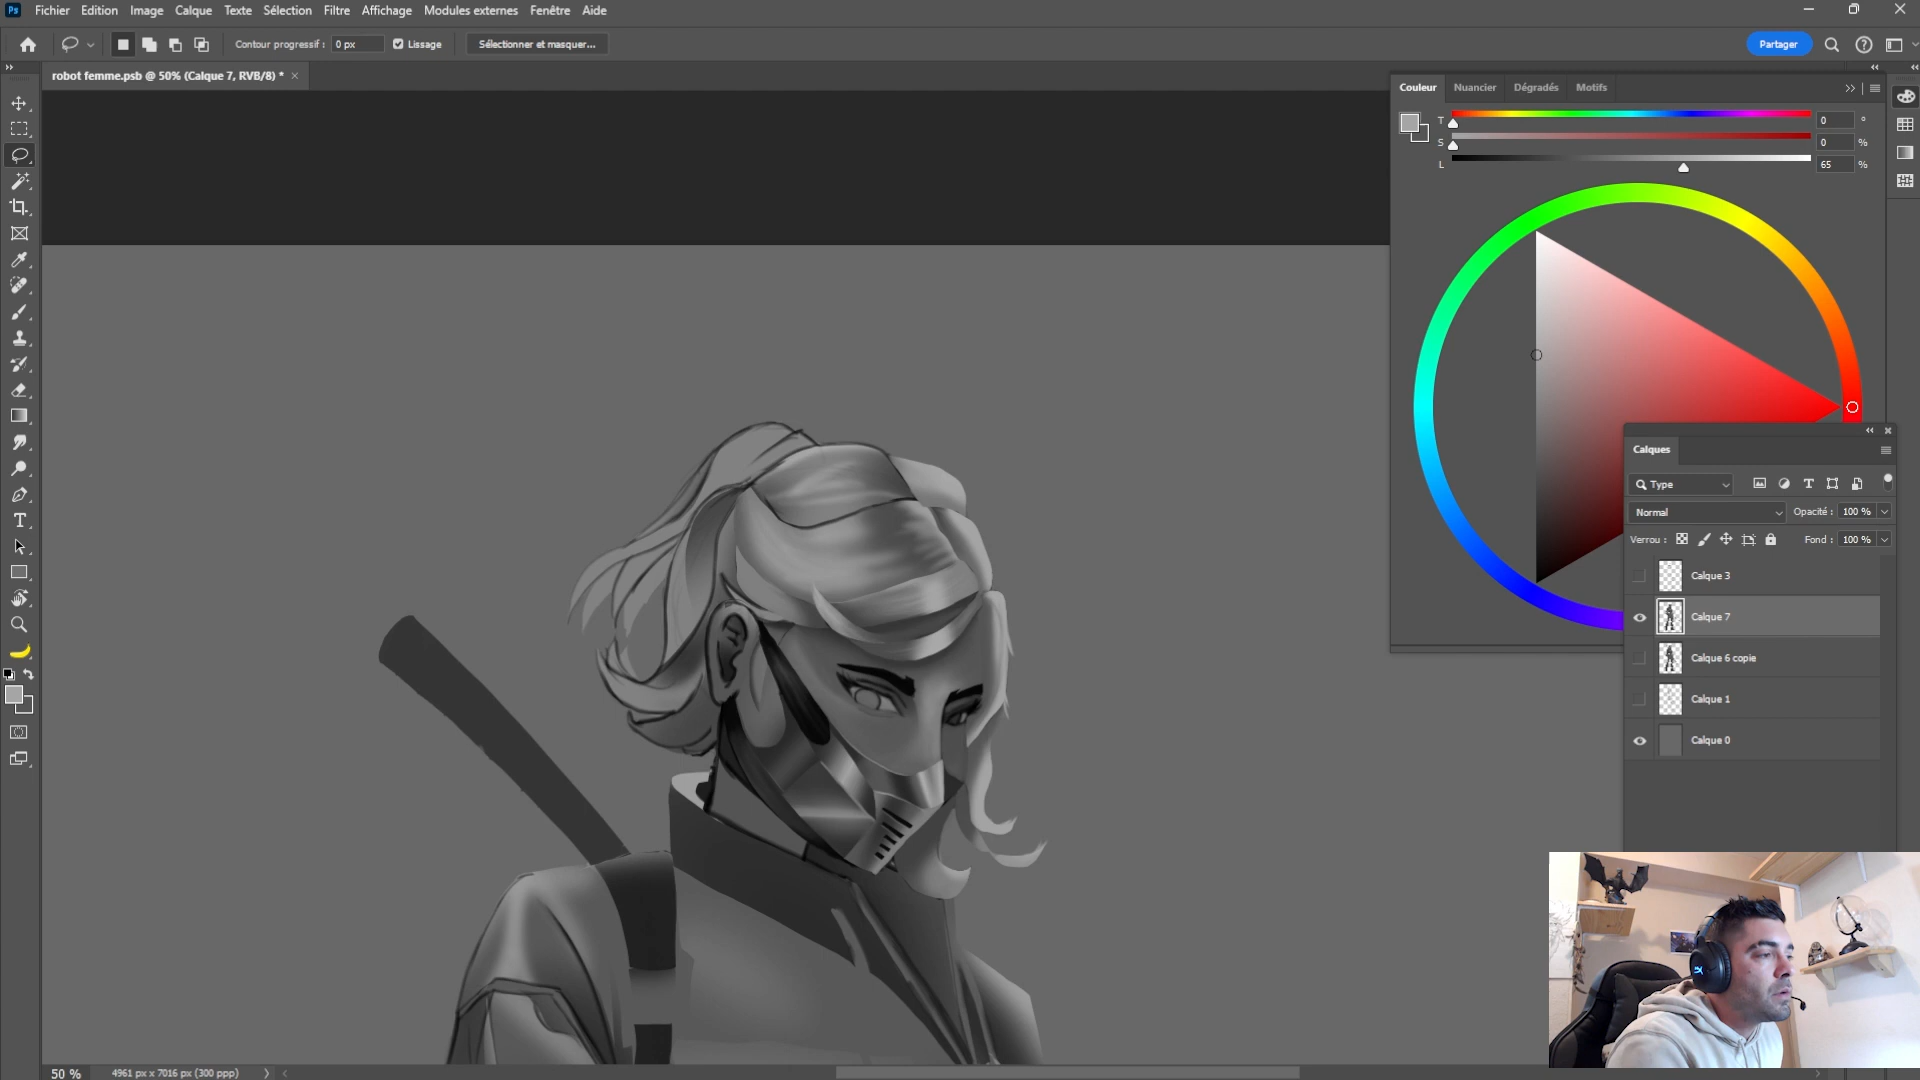 Ps Fichier Edition Image Calque Texte Sélection Filtre Affichage Modules externes Fenêtre Aide
Contour progressif : 0 px Lissage Sélectionner et masquer... Partager
robot femme.psb @ 50% (Calque 7, RVB/8) * ×
Couleur Nuancier Dégradés Motifs
T 0 °
S 0 %
L 65 %
Calques
Type
Normal Opacité : 100 %
Verrou : Fond : 100 %
Calque 3
Calque 7
Calque 6 copie
Calque 1
Calque 0
50 % 4961 px x 7016 px (300 ppp)